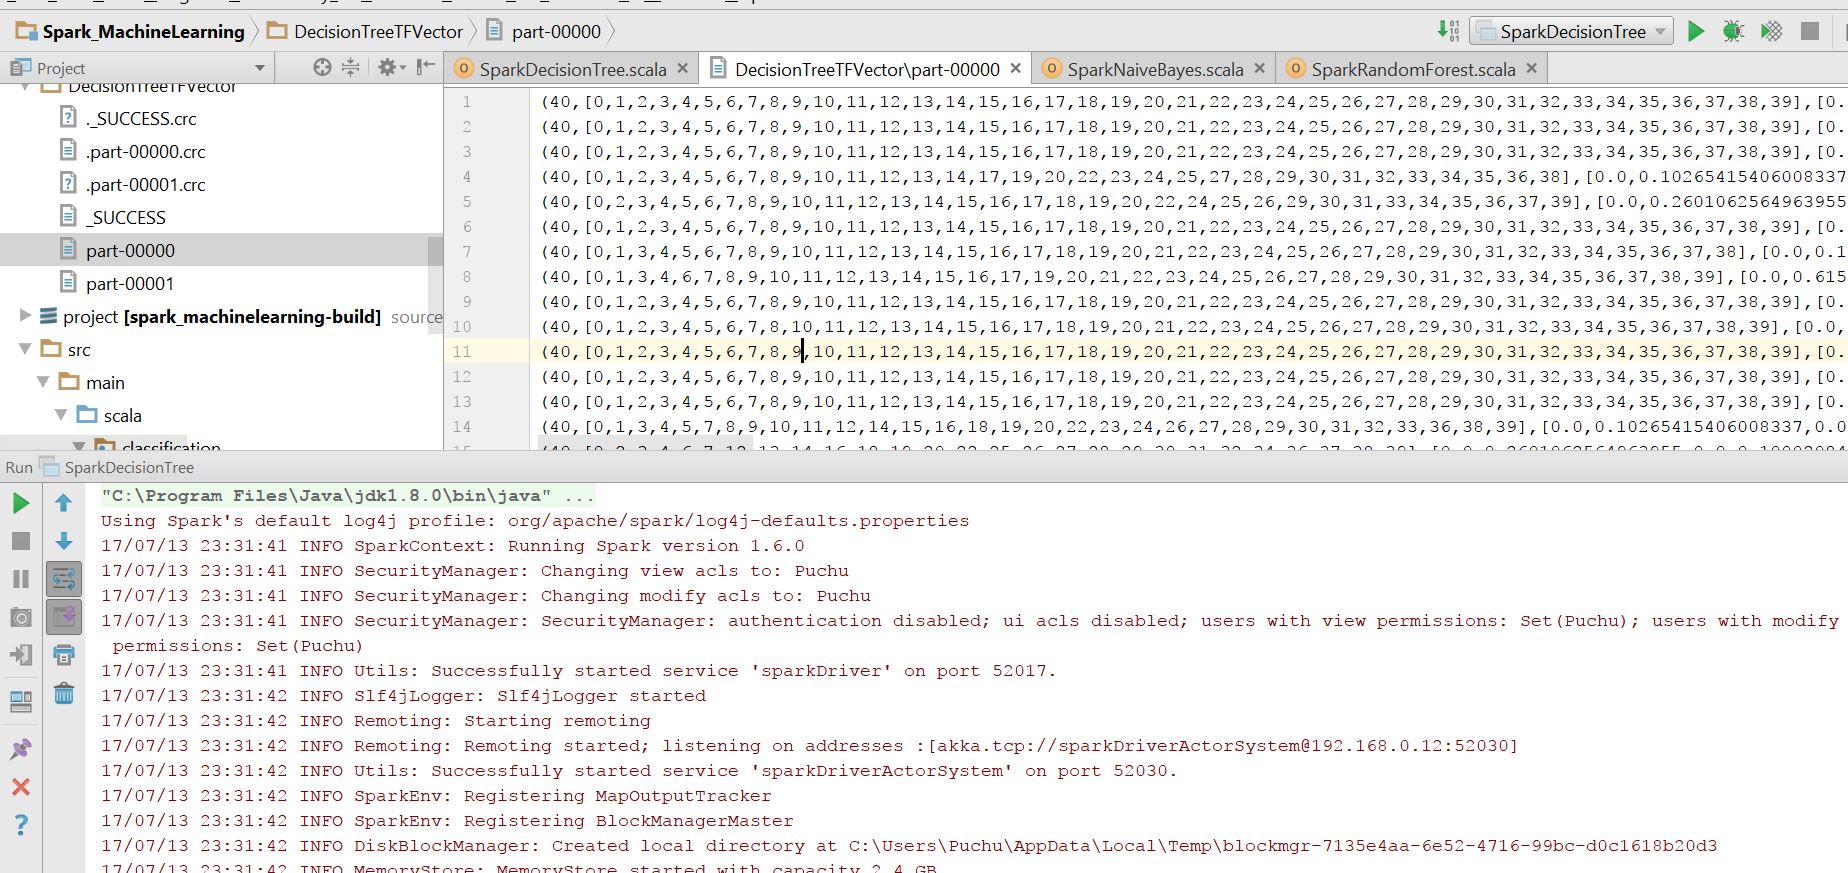 Spark_MachineLearning DecisionTreeTFVector part-00000 SparkDecisionTree
Project SparkDecisionTree.scala DecisionTreeTFVector\part-00000 SparkNaiveBayes.scala SparkRandomForest.scala
DecisionTreeTFVector
._SUCCESS.crc
.part-00000.crc
.part-00001.crc
_SUCCESS
part-00000
part-00001
project [spark_machinelearning-build] source
src
main
scala
classification
1 (40,[0,1,2,3,4,5,6,7,8,9,10,11,12,13,14,15,16,17,18,19,20,21,22,23,24,25,26,27,28,29,30,31,32,33,34,35,36,37,38,39],[0.
2 (40,[0,1,2,3,4,5,6,7,8,9,10,11,12,13,14,15,16,17,18,19,20,21,22,23,24,25,26,27,28,29,30,31,32,33,34,35,36,37,38,39],[0.
3 (40,[0,1,2,3,4,5,6,7,8,9,10,11,12,13,14,15,16,17,18,19,20,21,22,23,24,25,26,27,28,29,30,31,32,33,34,35,36,37,38,39],[0.
4 (40,[0,1,2,3,4,5,6,7,8,9,10,11,12,13,14,17,19,20,22,23,24,25,27,28,29,30,31,32,33,34,35,36,38],[0.0,0.10265415406008337
5 (40,[0,2,3,4,5,6,7,8,9,10,11,12,13,14,15,16,17,18,19,20,22,24,25,26,29,30,31,33,34,35,36,37,39],[0.0,0.2601062564963955
6 (40,[0,1,2,3,4,5,6,7,8,9,10,11,12,13,14,15,16,17,18,19,20,21,22,23,24,25,26,27,28,29,30,31,32,33,34,35,36,37,38,39],[0.
7 (40,[0,1,3,4,5,6,7,8,9,10,11,12,13,14,15,16,17,18,19,20,21,22,23,24,25,26,27,28,29,30,31,32,33,34,35,36,37,38],[0.0,0.1
8 (40,[0,1,3,4,6,7,8,9,10,11,12,13,14,15,16,17,19,20,21,22,23,24,25,26,27,28,29,30,31,32,33,34,35,36,37,38,39],[0.0,0.615
9 (40,[0,1,2,3,4,5,6,7,8,9,10,11,12,13,14,15,16,17,18,19,20,21,22,23,24,25,26,27,28,29,30,31,32,33,34,35,36,37,38,39],[0.
10 (40,[0,1,2,3,4,5,6,7,8,10,11,12,13,14,15,16,17,18,19,20,21,22,23,24,25,26,27,28,29,30,31,32,33,34,35,36,37,38,39],[0.0,
11 (40,[0,1,2,3,4,5,6,7,8,9,10,11,12,13,14,15,16,17,18,19,20,21,22,23,24,25,26,27,28,29,30,31,32,33,34,35,36,37,38,39],[0.
12 (40,[0,1,2,3,4,5,6,7,8,9,10,11,12,13,14,15,16,17,18,19,20,21,22,23,24,25,26,27,28,29,30,31,32,33,34,35,36,37,38,39],[0.
13 (40,[0,1,2,3,4,5,6,7,8,9,10,11,12,13,14,15,16,17,18,19,20,21,22,23,24,25,26,27,28,29,30,31,32,33,34,35,36,37,38,39],[0.
14 (40,[0,1,3,4,5,7,8,9,10,11,12,14,15,16,18,19,20,22,23,24,26,27,28,29,30,31,32,33,36,38,39],[0.0,0.10265415406008337,0.0
Run SparkDecisionTree
"C:\Program Files\Java\jdk1.8.0\bin\java" ...
Using Spark's default log4j profile: org/apache/spark/log4j-defaults.properties
17/07/13 23:31:41 INFO SparkContext: Running Spark version 1.6.0
17/07/13 23:31:41 INFO SecurityManager: Changing view acls to: Puchu
17/07/13 23:31:41 INFO SecurityManager: Changing modify acls to: Puchu
17/07/13 23:31:41 INFO SecurityManager: SecurityManager: authentication disabled; ui acls disabled; users with view permissions: Set(Puchu); users with modify
permissions: Set(Puchu)
17/07/13 23:31:41 INFO Utils: Successfully started service 'sparkDriver' on port 52017.
17/07/13 23:31:42 INFO Slf4jLogger: Slf4jLogger started
17/07/13 23:31:42 INFO Remoting: Starting remoting
17/07/13 23:31:42 INFO Remoting: Remoting started; listening on addresses :[akka.tcp://sparkDriverActorSystem@192.168.0.12:52030]
17/07/13 23:31:42 INFO Utils: Successfully started service 'sparkDriverActorSystem' on port 52030.
17/07/13 23:31:42 INFO SparkEnv: Registering MapOutputTracker
17/07/13 23:31:42 INFO SparkEnv: Registering BlockManagerMaster
17/07/13 23:31:42 INFO DiskBlockManager: Created local directory at C:\Users\Puchu\AppData\Local\Temp\blockmgr-7135e4aa-6e52-4716-99bc-d0c1618b20d3
17/07/13 23:31:42 INFO MemoryStore: MemoryStore started with capacity 2.4 GB